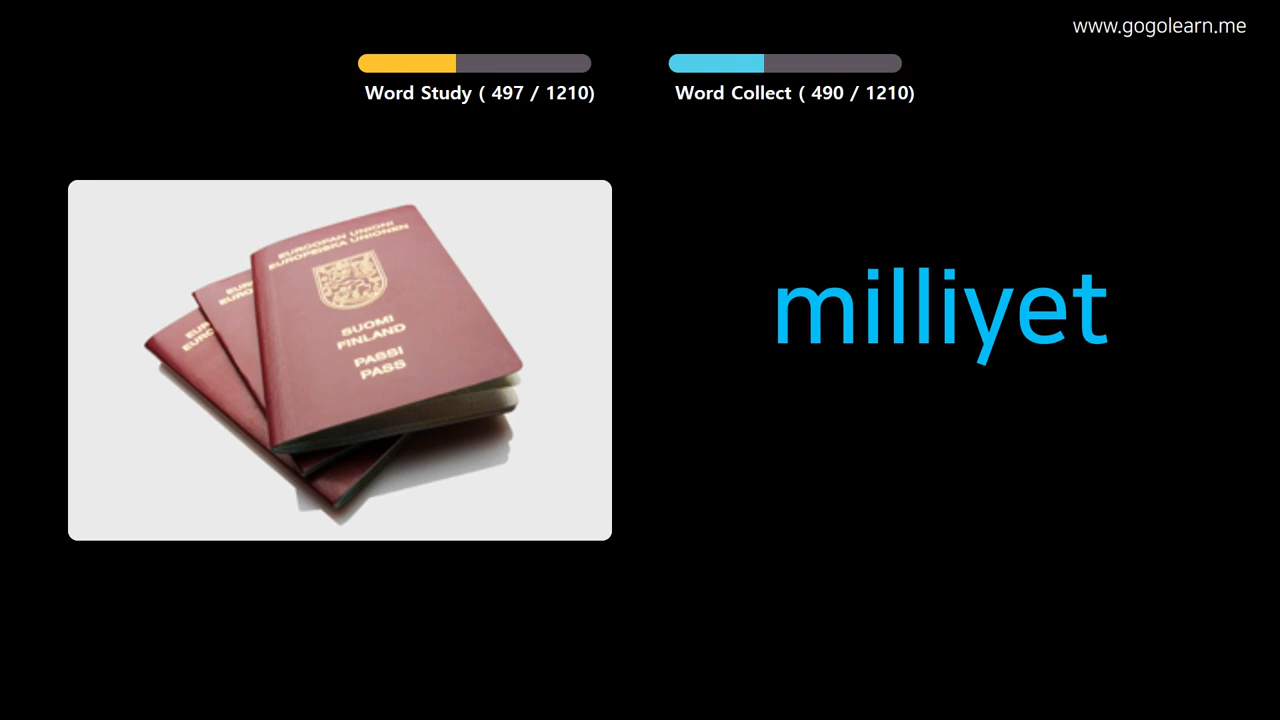 www.gogolearn.me
Word Study ( 497 / 1210)
Word Collect ( 490 / 1210)
EUROOPAN UNIONI
EUROPEISKA UNIONEN
SUOMI
FINLAND
PASSI
PASS
milliyet